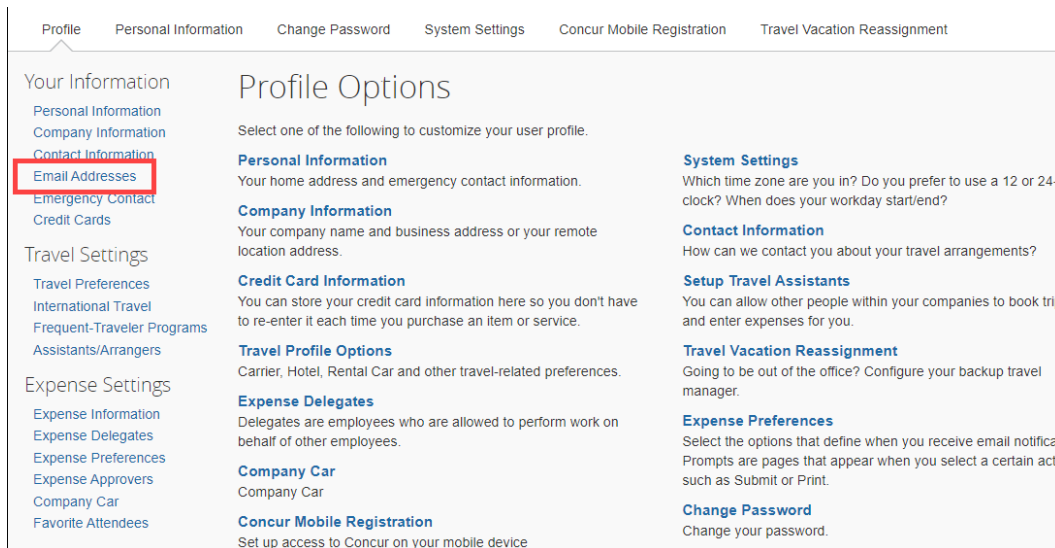 Profile Personal Information Change Password System Settings Concur Mobile Registration Travel Vacation Reassignment
Your Information
Personal Information
Company Information
Contact Information
Email Addresses
Emergency Contact
Credit Cards
Travel Settings
Travel Preferences
International Travel
Frequent-Traveler Programs
Assistants/Arrangers
Expense Settings
Expense Information
Expense Delegates
Expense Preferences
Expense Approvers
Company Car
Favorite Attendees
Profile Options
Select one of the following to customize your user profile.
Personal Information
Your home address and emergency contact information.
Company Information
Your company name and business address or your remote
location address.
Credit Card Information
You can store your credit card information here so you don't have
to re-enter it each time you purchase an item or service.
Travel Profile Options
Carrier, Hotel, Rental Car and other travel-related preferences.
Expense Delegates
Delegates are employees who are allowed to perform work on
behalf of other employees.
Company Car
Company Car
Concur Mobile Registration
Set up access to Concur on your mobile device
System Settings
Which time zone are you in? Do you prefer to use a 12 or 24-
clock? When does your workday start/end?
Contact Information
How can we contact you about your travel arrangements?
Setup Travel Assistants
You can allow other people within your companies to book tri
and enter expenses for you.
Travel Vacation Reassignment
Going to be out of the office? Configure your backup travel
manager.
Expense Preferences
Select the options that define when you receive email notifica
Prompts are pages that appear when you select a certain act
such as Submit or Print.
Change Password
Change your password.